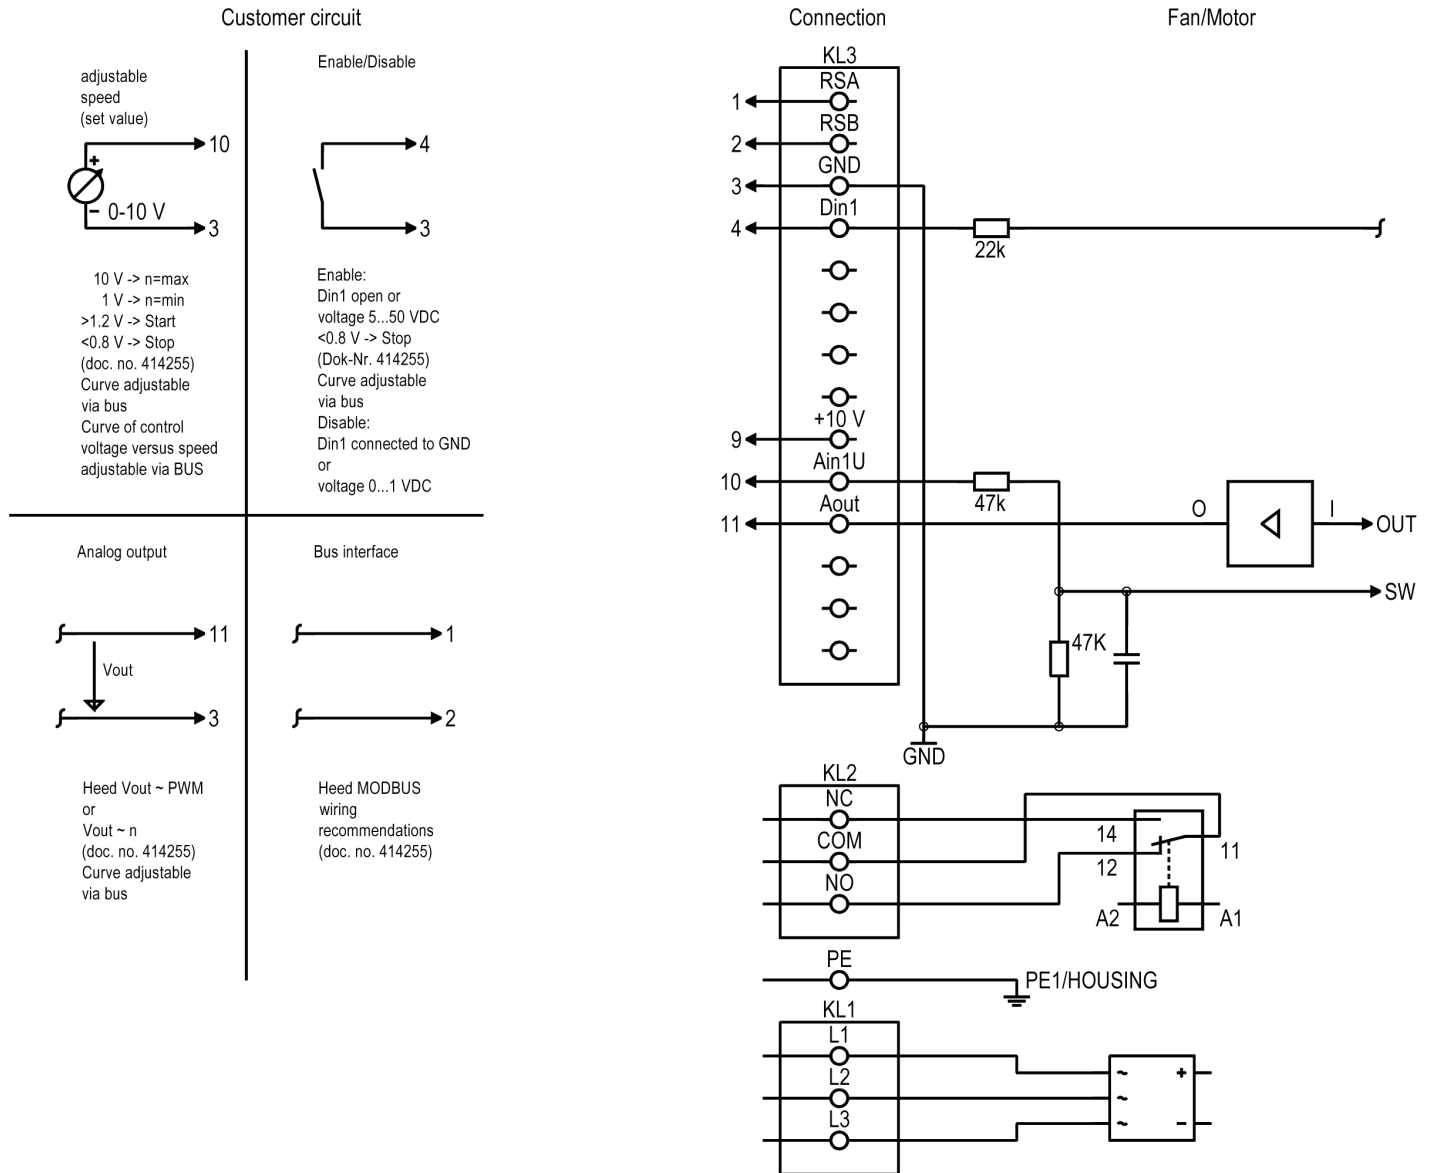 Customer circuit
Connection
Fan/Motor
adjustable
speed
(set value)
10
+
–
0-10 V
3
10 V -> n=max
1 V -> n=min
>1.2 V -> Start
<0.8 V -> Stop
(doc. no. 414255)
Curve adjustable
via bus
Curve of control
voltage versus speed
adjustable via BUS
Enable/Disable
4
3
Enable:
Din1 open or
voltage 5...50 VDC
<0.8 V -> Stop
(Dok-Nr. 414255)
Curve adjustable
via bus
Disable:
Din1 connected to GND
or
voltage 0...1 VDC
Analog output
11
Vout
3
Heed Vout ~ PWM
or
Vout ~ n
(doc. no. 414255)
Curve adjustable
via bus
Bus interface
1
2
Heed MODBUS
wiring
recommendations
(doc. no. 414255)
KL3
RSA
1
RSB
2
GND
3
Din1
4
22k
+10 V
9
Ain1U
10
47k
Aout
11
O
I
OUT
SW
47K
GND
KL2
NC
14
COM
11
12
NO
A2
A1
PE
PE1/HOUSING
KL1
L1
~ +
L2
~
L3
~ –